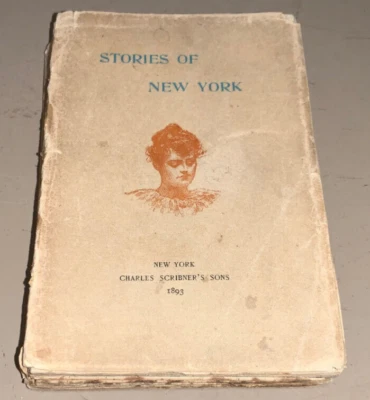 STORIES OF
NEW YORK
NEW YORK
CHARLES SCRIBNER'S SONS
1893